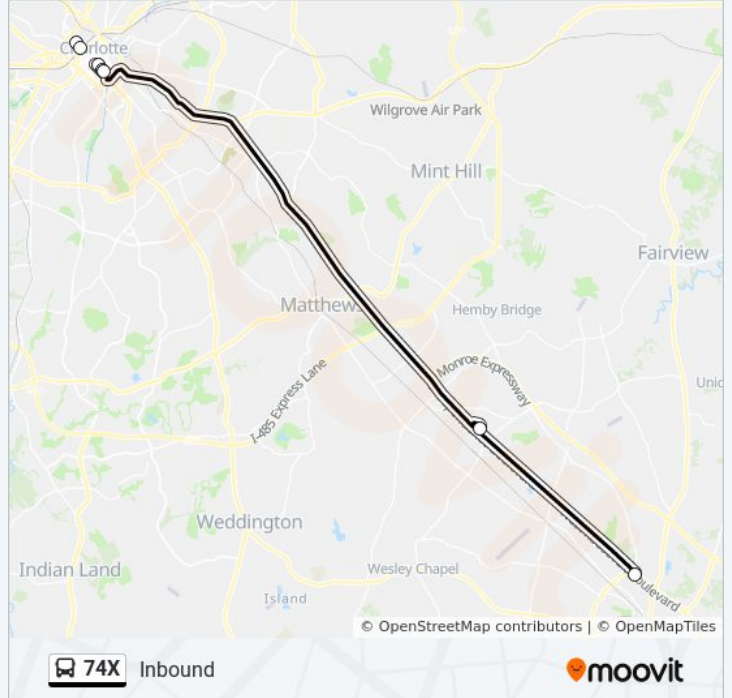 Charlotte
Wilgrove Air Park
Mint Hill
Fairview
Matthews
Hemby Bridge
Monroe Expressway
I-485 Express Lane
Weddington
Wesley Chapel
Indian Land
Island
oulevard
© OpenStreetMap contributors | © OpenMapTiles
74X Inbound
moovit